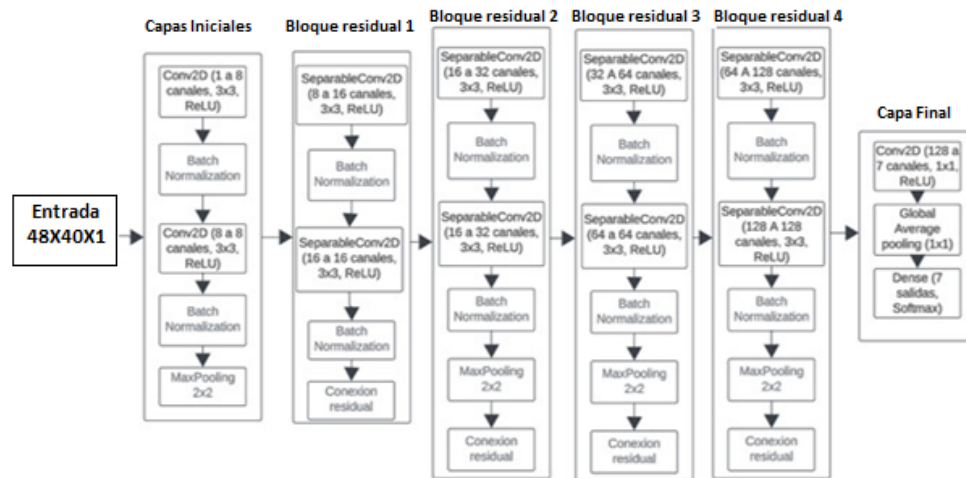 Entrada
48X40X1
Capas Iniciales
Conv2D (1 a 8
canales, 3x3,
ReLU)
Batch
Normalization
Conv2D (8 a 8
canales, 3x3,
ReLU)
Batch
Normalization
MaxPooling
2x2
Bloque residual 1
SeparableConv2D
(8 a 16 canales,
3x3, ReLU)
Batch
Normalization
SeparableConv2D
(16 a 16 canales,
3x3, ReLU)
Batch
Normalization
Conexion
residual
Bloque residual 2
SeparableConv2D
(16 a 32 canales,
3x3, ReLU)
Batch
Normalization
SeparableConv2D
(16 a 32 canales,
3x3, ReLU)
Batch
Normalization
MaxPooling
2x2
Conexion
residual
Bloque residual 3
SeparableConv2D
(32 A 64 canales,
3x3, ReLU)
Batch
Normalization
SeparableConv2D
(64 a 64 canales,
3x3, ReLU)
Batch
Normalization
MaxPooling
2x2
Conexion
residual
Bloque residual 4
SeparableConv2D
(64 A 128 canales,
3x3, ReLU)
Batch
Normalization
SeparableConv2D
(128 A 128
canales, 3x3,
ReLU)
Batch
Normalization
MaxPooling
2x2
Conexion
residual
Capa Final
Conv2D (128 a
7 canales, 1x1,
ReLU)
Global
Average
pooling (1x1)
Dense (7
salidas,
Softmax)